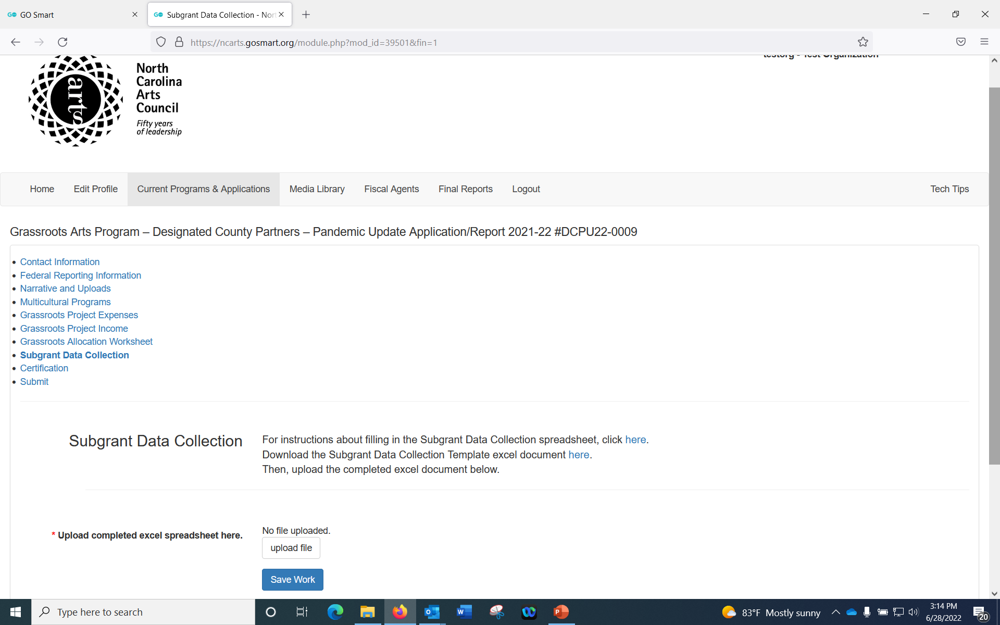 GO Smart
Subgrant Data Collection - Nort
https://ncarts.gosmart.org/module.php?mod_id=39501&fin=1
testorg - Test Organization
arts
North
Carolina
Arts
Council
Fifty years
of leadership
Home Edit Profile Current Programs & Applications Media Library Fiscal Agents Final Reports Logout Tech Tips
Grassroots Arts Program – Designated County Partners – Pandemic Update Application/Report 2021-22 #DCPU22-0009
Contact Information
Federal Reporting Information
Narrative and Uploads
Multicultural Programs
Grassroots Project Expenses
Grassroots Project Income
Grassroots Allocation Worksheet
Subgrant Data Collection
Certification
Submit
Subgrant Data Collection
For instructions about filling in the Subgrant Data Collection spreadsheet, click here.
Download the Subgrant Data Collection Template excel document here.
Then, upload the completed excel document below.
* Upload completed excel spreadsheet here.
No file uploaded.
upload file
Save Work
Type here to search
83°F Mostly sunny
3:14 PM
6/28/2022
20